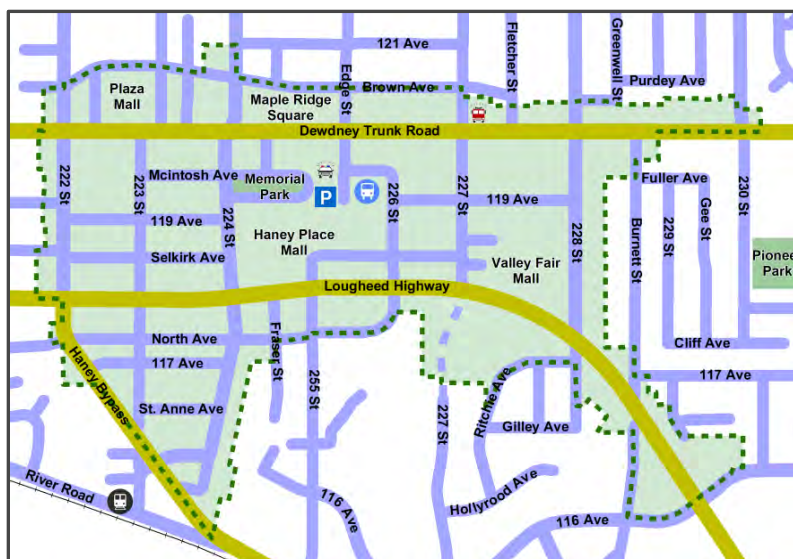 121 Ave
Fletcher St
Greenwell St
Edge St
Purdey Ave
Plaza
Mall
Brown Ave
Maple Ridge
Square
Dewdney Trunk Road
Mcintosh Ave
Memorial
Park
P
Fuller Ave
222 St
223 St
224 St
226 St
227 St
228 St
Burnett St
229 St
Gee St
230 St
119 Ave
119 Ave
Haney Place
Mall
Selkirk Ave
Valley Fair
Mall
Pionee
Park
Lougheed Highway
North Ave
Fraser St
255 St
Cliff Ave
117 Ave
117 Ave
Haney Bypass
St. Anne Ave
Ritchie Ave
227 St
Gilley Ave
River Road
116 Ave
Hollyrood Ave
116 Ave